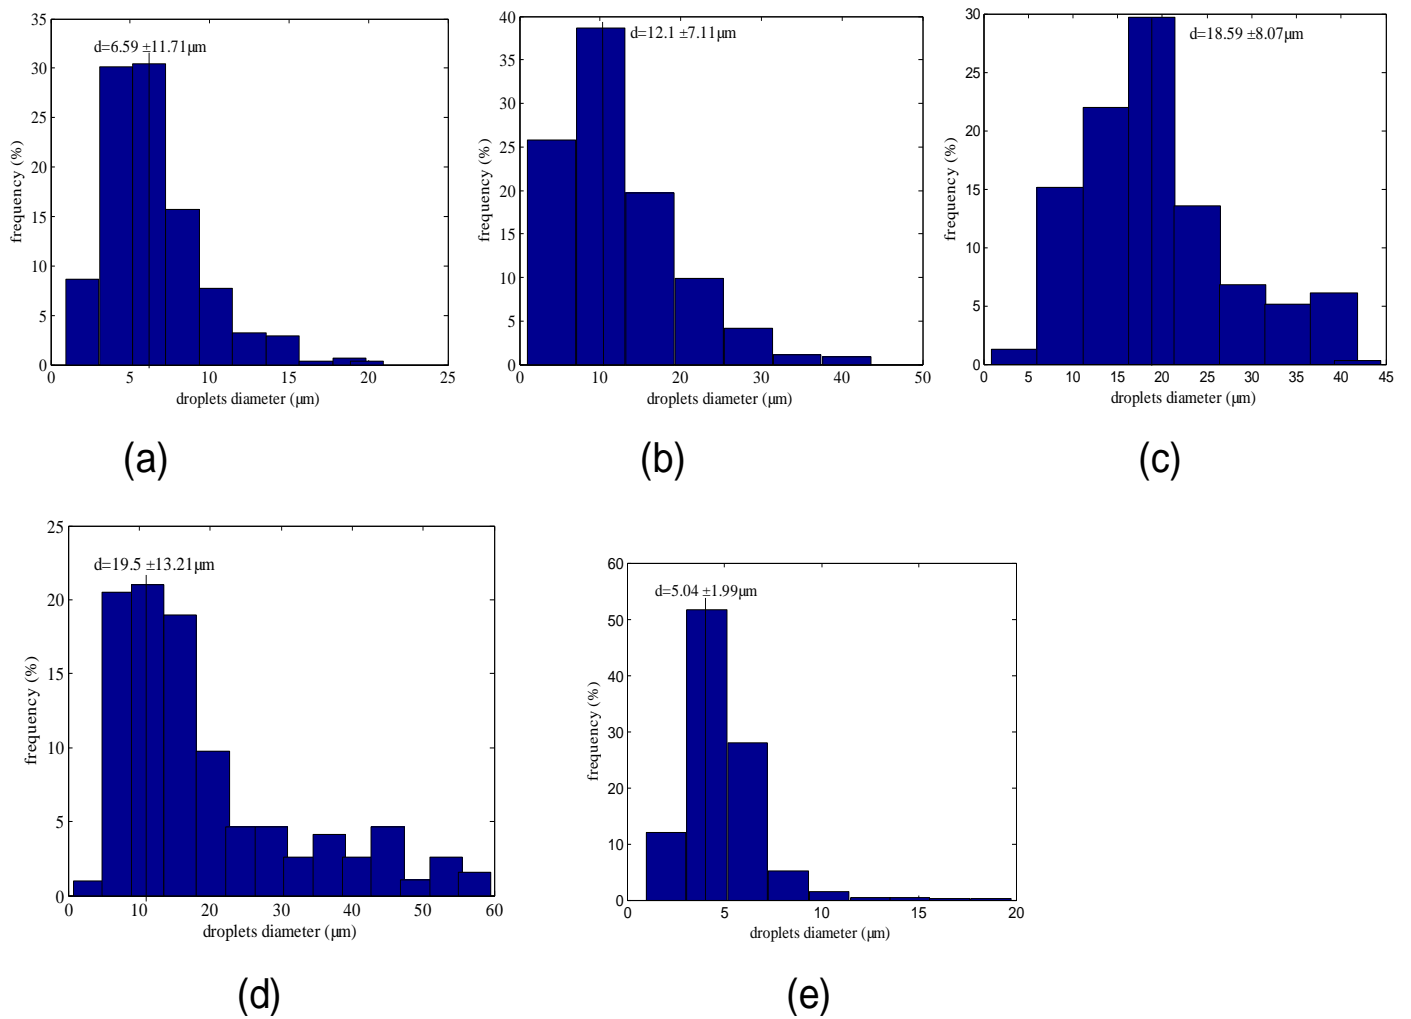 35
30
25
20
15
10
5
0
frequency (%)
d=6.59 ±11.71µm
0 5 10 15 20 25
droplets diameter (µm)
(a)
40
35
30
25
20
15
10
5
0
frequency (%)
d=12.1 ±7.11µm
0 10 20 30 40 50
droplets diameter (µm)
(b)
30
25
20
15
10
5
0
frequency (%)
d=18.59 ±8.07µm
0 5 10 15 20 25 30 35 40 45
droplets diameter (µm)
(c)
25
20
15
10
5
0
frequency (%)
d=19.5 ±13.21µm
0 10 20 30 40 50 60
droplets diameter (µm)
(d)
60
50
40
30
20
10
0
frequency (%)
d=5.04 ±1.99µm
0 5 10 15 20
droplets diameter (µm)
(e)